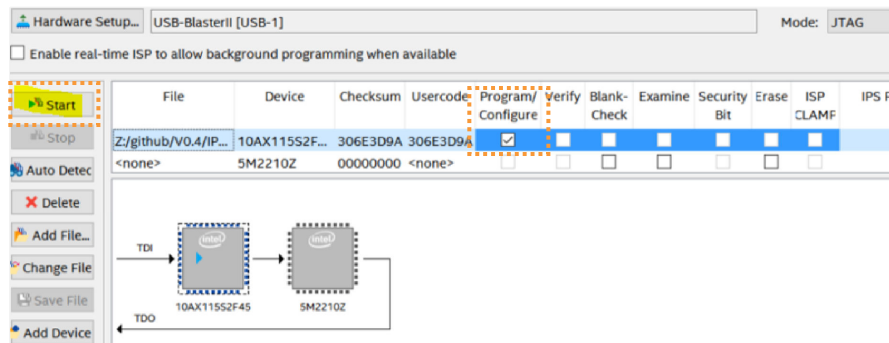 Hardware Setup... USB-BlasterII [USB-1] Mode: JTAG
Enable real-time ISP to allow background programming when available
Start
Stop
Auto Detec
Delete
Add File...
Change File
Save File
Add Device
File Device Checksum Usercode Program/ Verify Blank- Examine Security Erase ISP IPS F
Configure Check Bit CLAMF
Z:/github/V0.4/IP... 10AX115S2F... 306E3D9A 306E3D9A
<none> 5M2210Z 00000000 <none>
intel intel
TDI
10AX115S2F45 5M2210Z
TDO